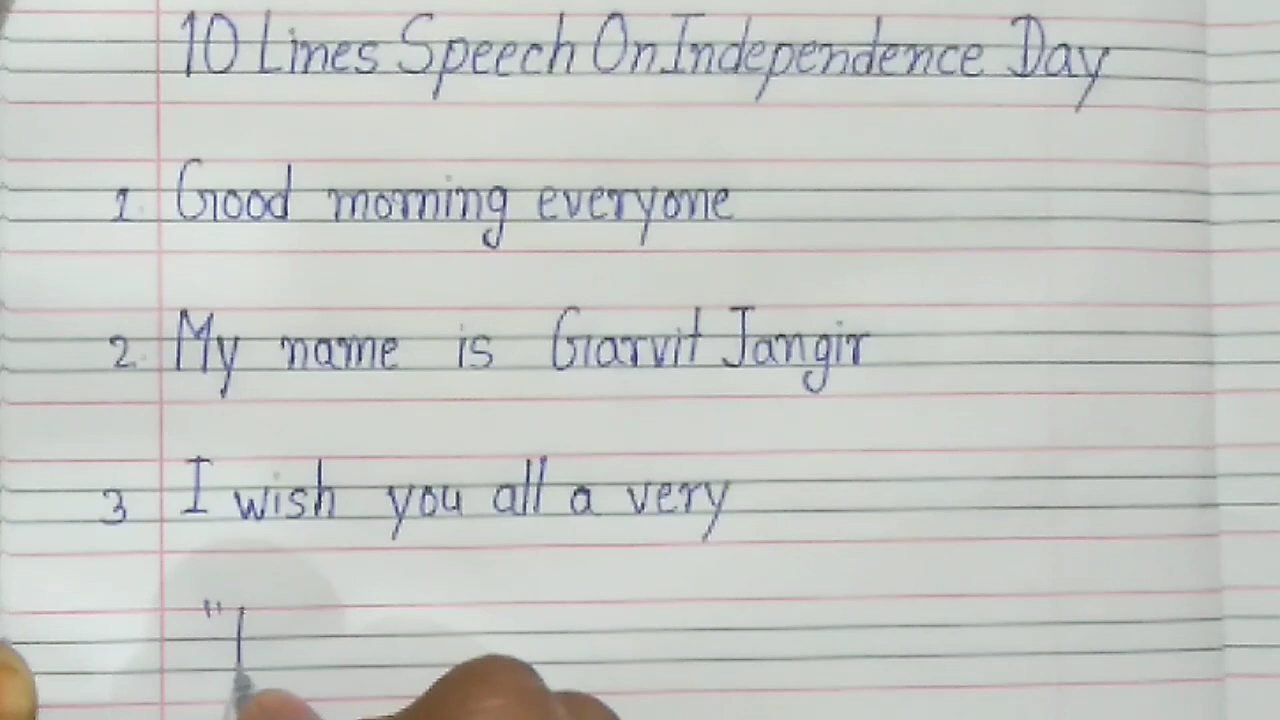 10 Lines Speech On Independence Day
1. Good morning everyone
2. My name is Garvit Jangir
3 I wish you all a very
"